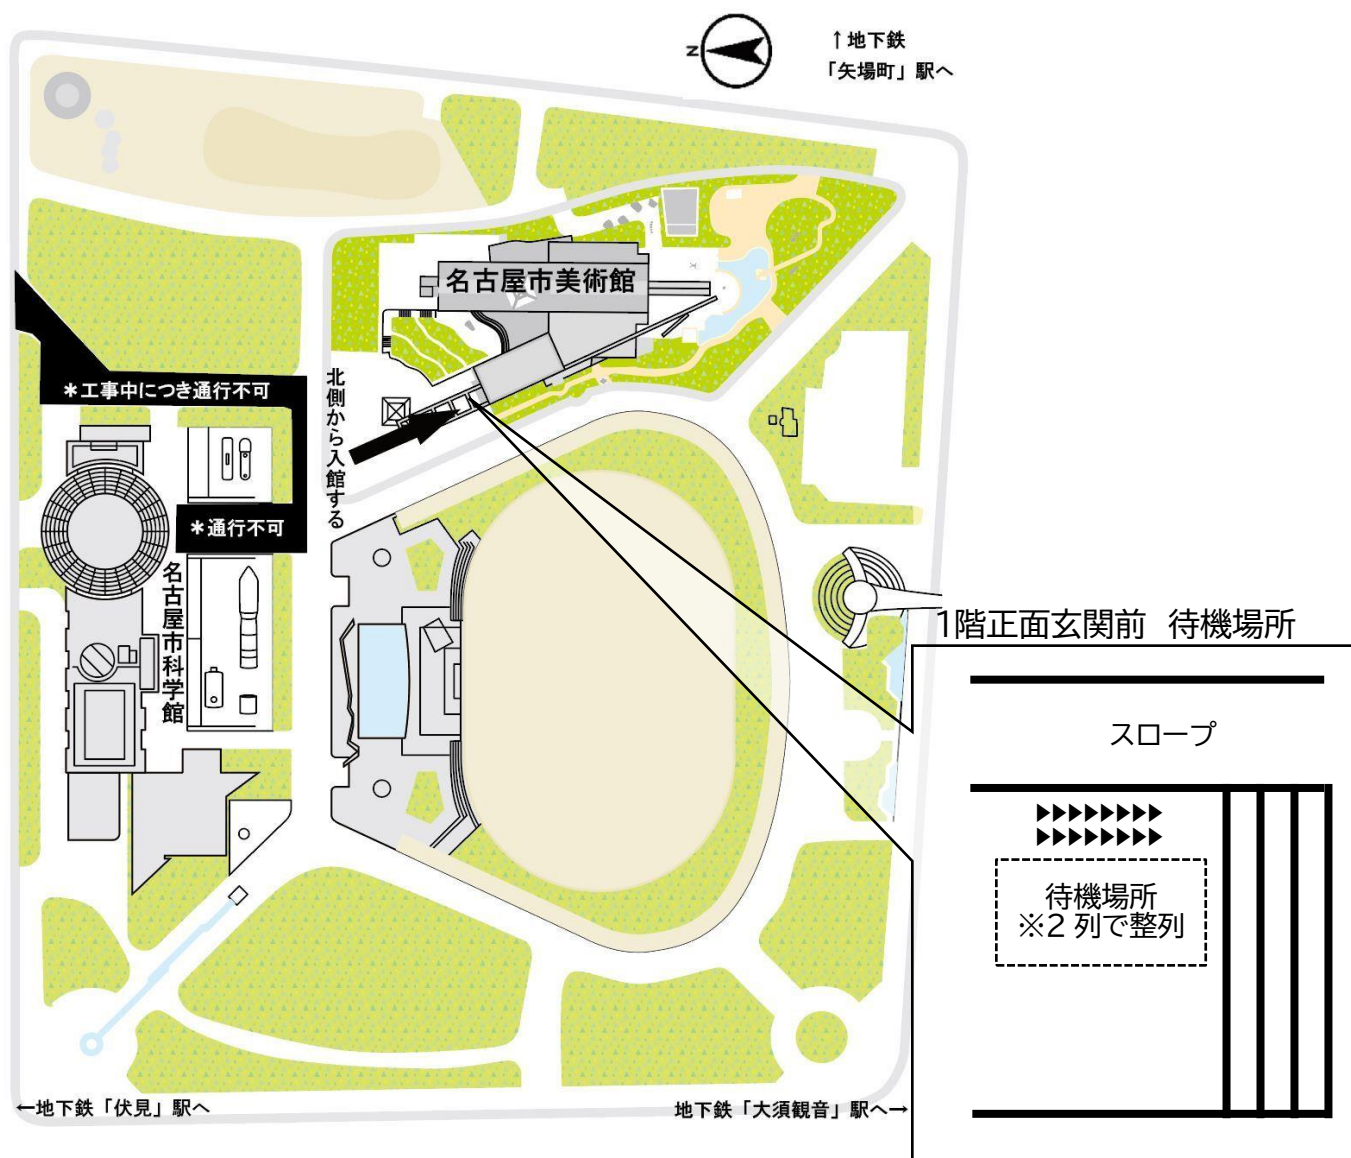 N
↑地下鉄
「矢場町」駅へ
名古屋市美術館
＊工事中につき通行不可
北側から入館する
＊通行不可
名古屋市科学館
1階正面玄関前　待機場所
スロープ
▶▶▶▶▶▶▶▶
▶▶▶▶▶▶▶▶
待機場所
※2 列で整列
←地下鉄「伏見」駅へ
地下鉄「大須観音」駅へ→